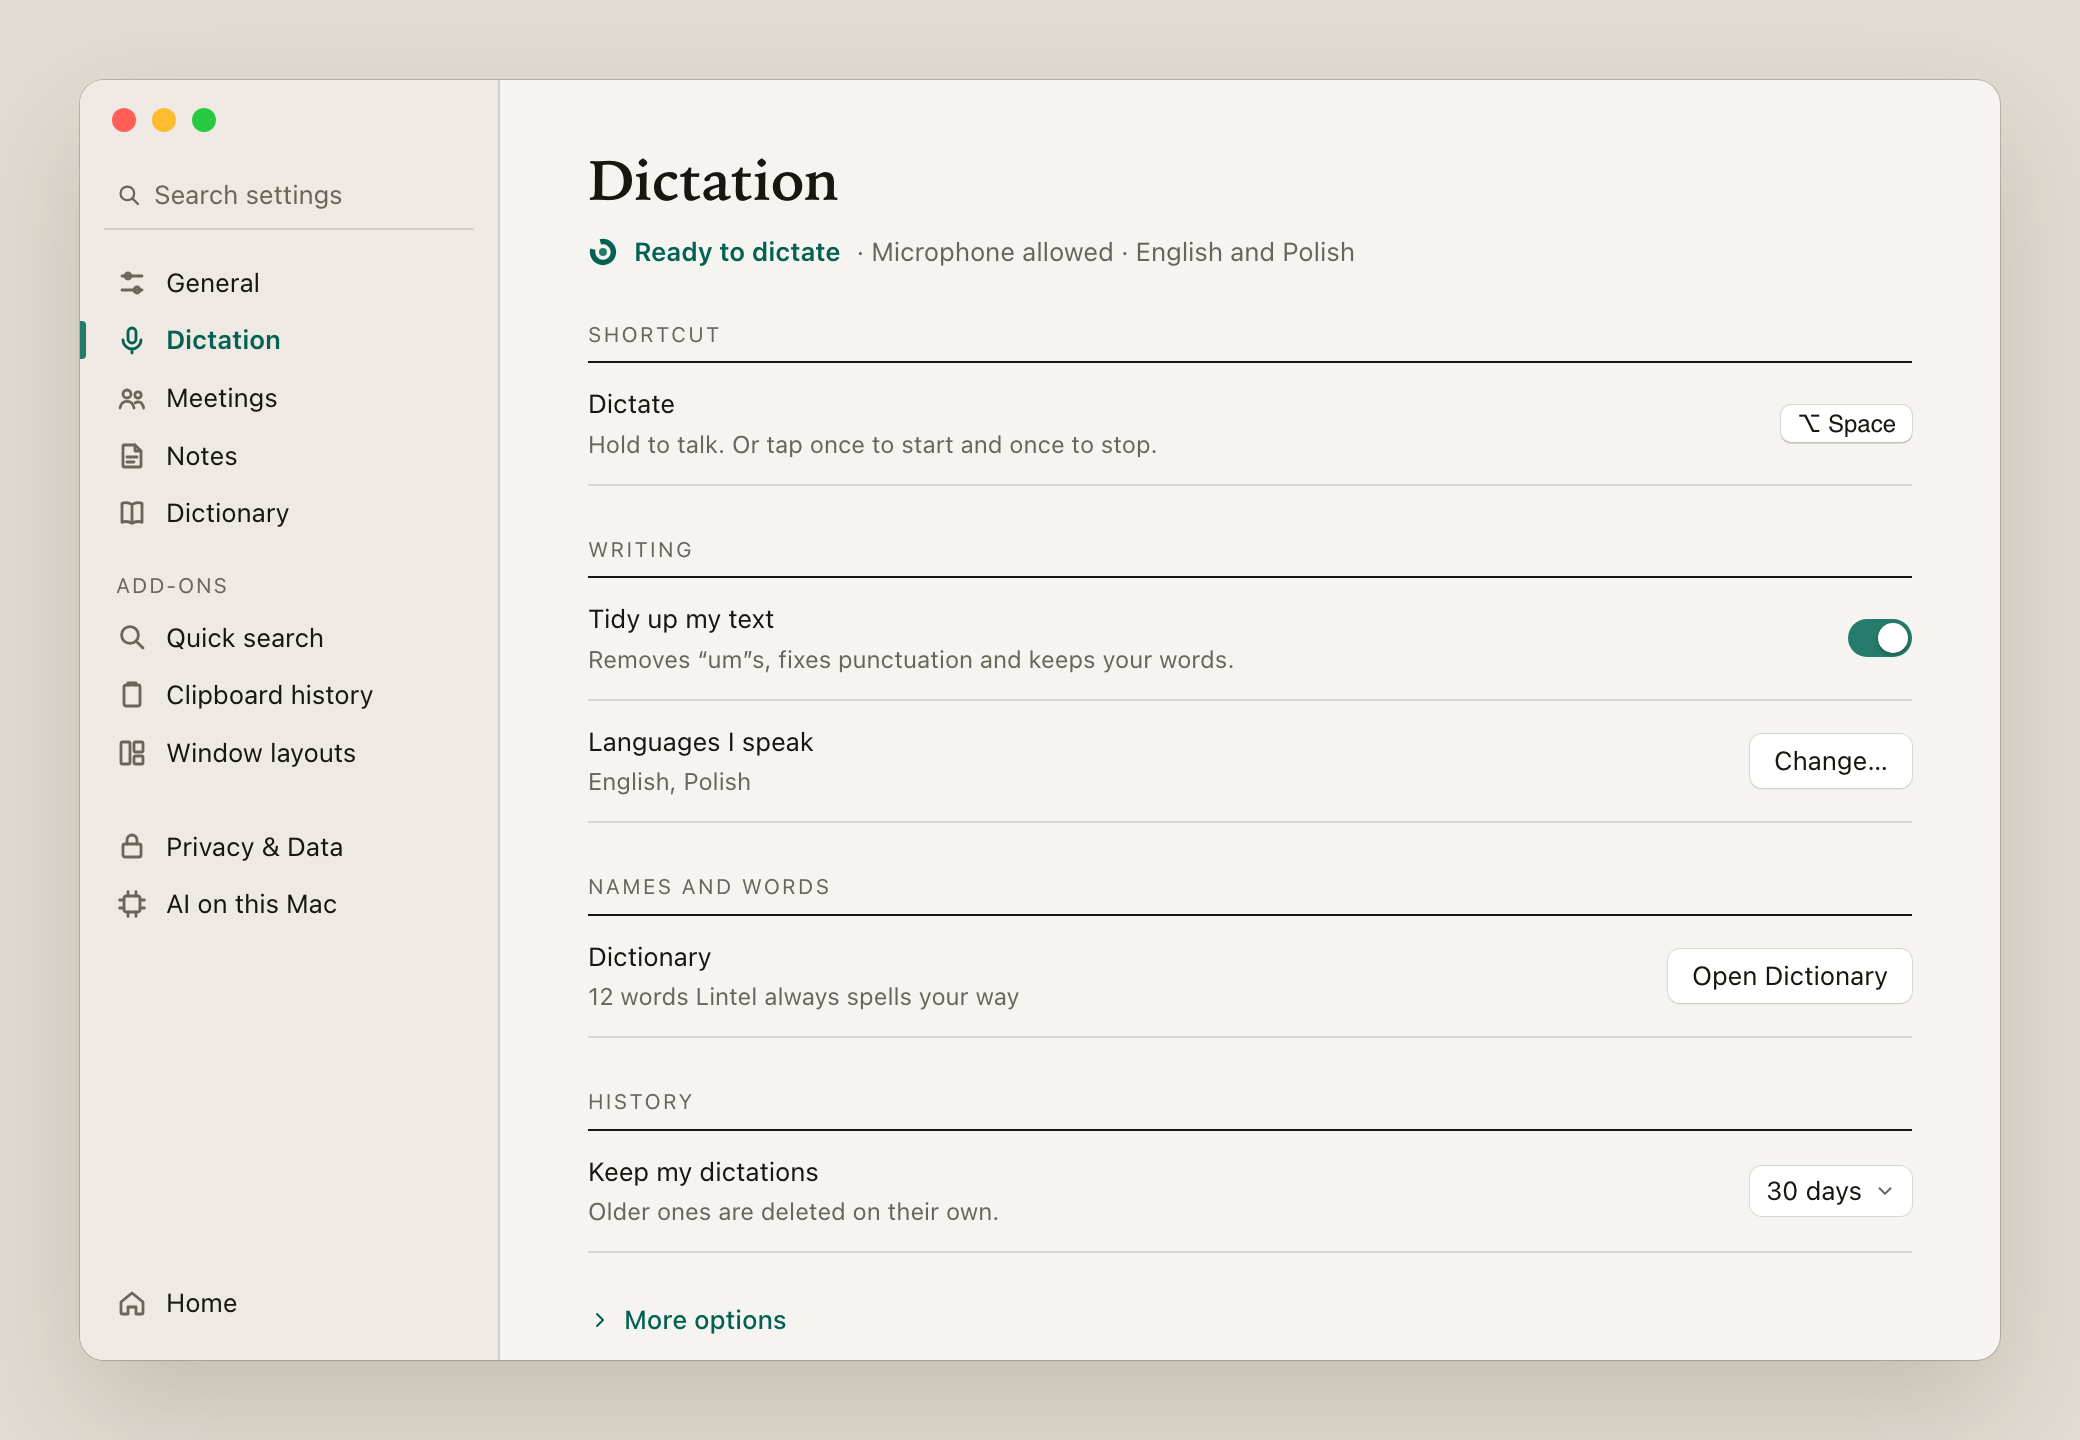 Search settings
General
Dictation
Meetings
Notes
Dictionary
ADD-ONS
Quick search
Clipboard history
Window layouts
Privacy & Data
AI on this Mac
Home
Dictation
Ready to dictate · Microphone allowed · English and Polish
SHORTCUT
Dictate
⌥ Space
Hold to talk. Or tap once to start and once to stop.
WRITING
Tidy up my text
Removes “um”s, fixes punctuation and keeps your words.
Languages I speak
Change...
English, Polish
NAMES AND WORDS
Dictionary
Open Dictionary
12 words Lintel always spells your way
HISTORY
Keep my dictations
30 days
Older ones are deleted on their own.
More options